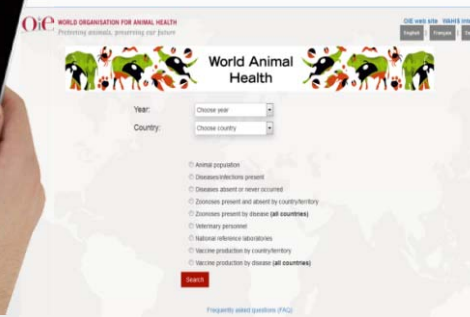 OiE WORLD ORGANISATION FOR ANIMAL HEALTH
Protecting animals, preserving our future
OIE web site WAHIS
English | Français |
World Animal
Health
Year: Choose year
Country: Choose country
Animal population
Diseases/infections present
Diseases absent or never occurred
Zoonoses present and absent by country/territory
Zoonoses present by disease (all countries)
Veterinary personnel
National reference laboratories
Vaccine production by country/territory
Vaccine production by disease (all countries)
Search
Frequently asked questions (FAQ)